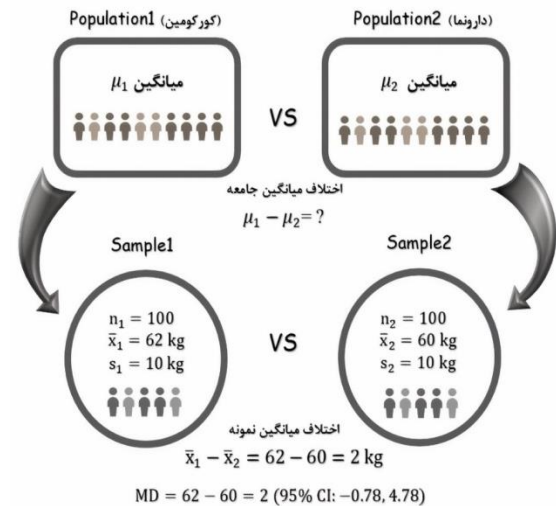 Population1 (کورکومین)
Population2 (دارونما)
میانگین μ₁
VS
میانگین μ₂
اختلاف میانگین جامعه
μ₁ − μ₂= ?
Sample1
Sample2
n₁ = 100
x̄₁ = 62 kg
s₁ = 10 kg
VS
n₂ = 100
x̄₂ = 60 kg
s₂ = 10 kg
اختلاف میانگین نمونه
x̄₁ − x̄₂ = 62 − 60 = 2 kg
MD = 62 − 60 = 2 (95% CI: −0.78, 4.78)